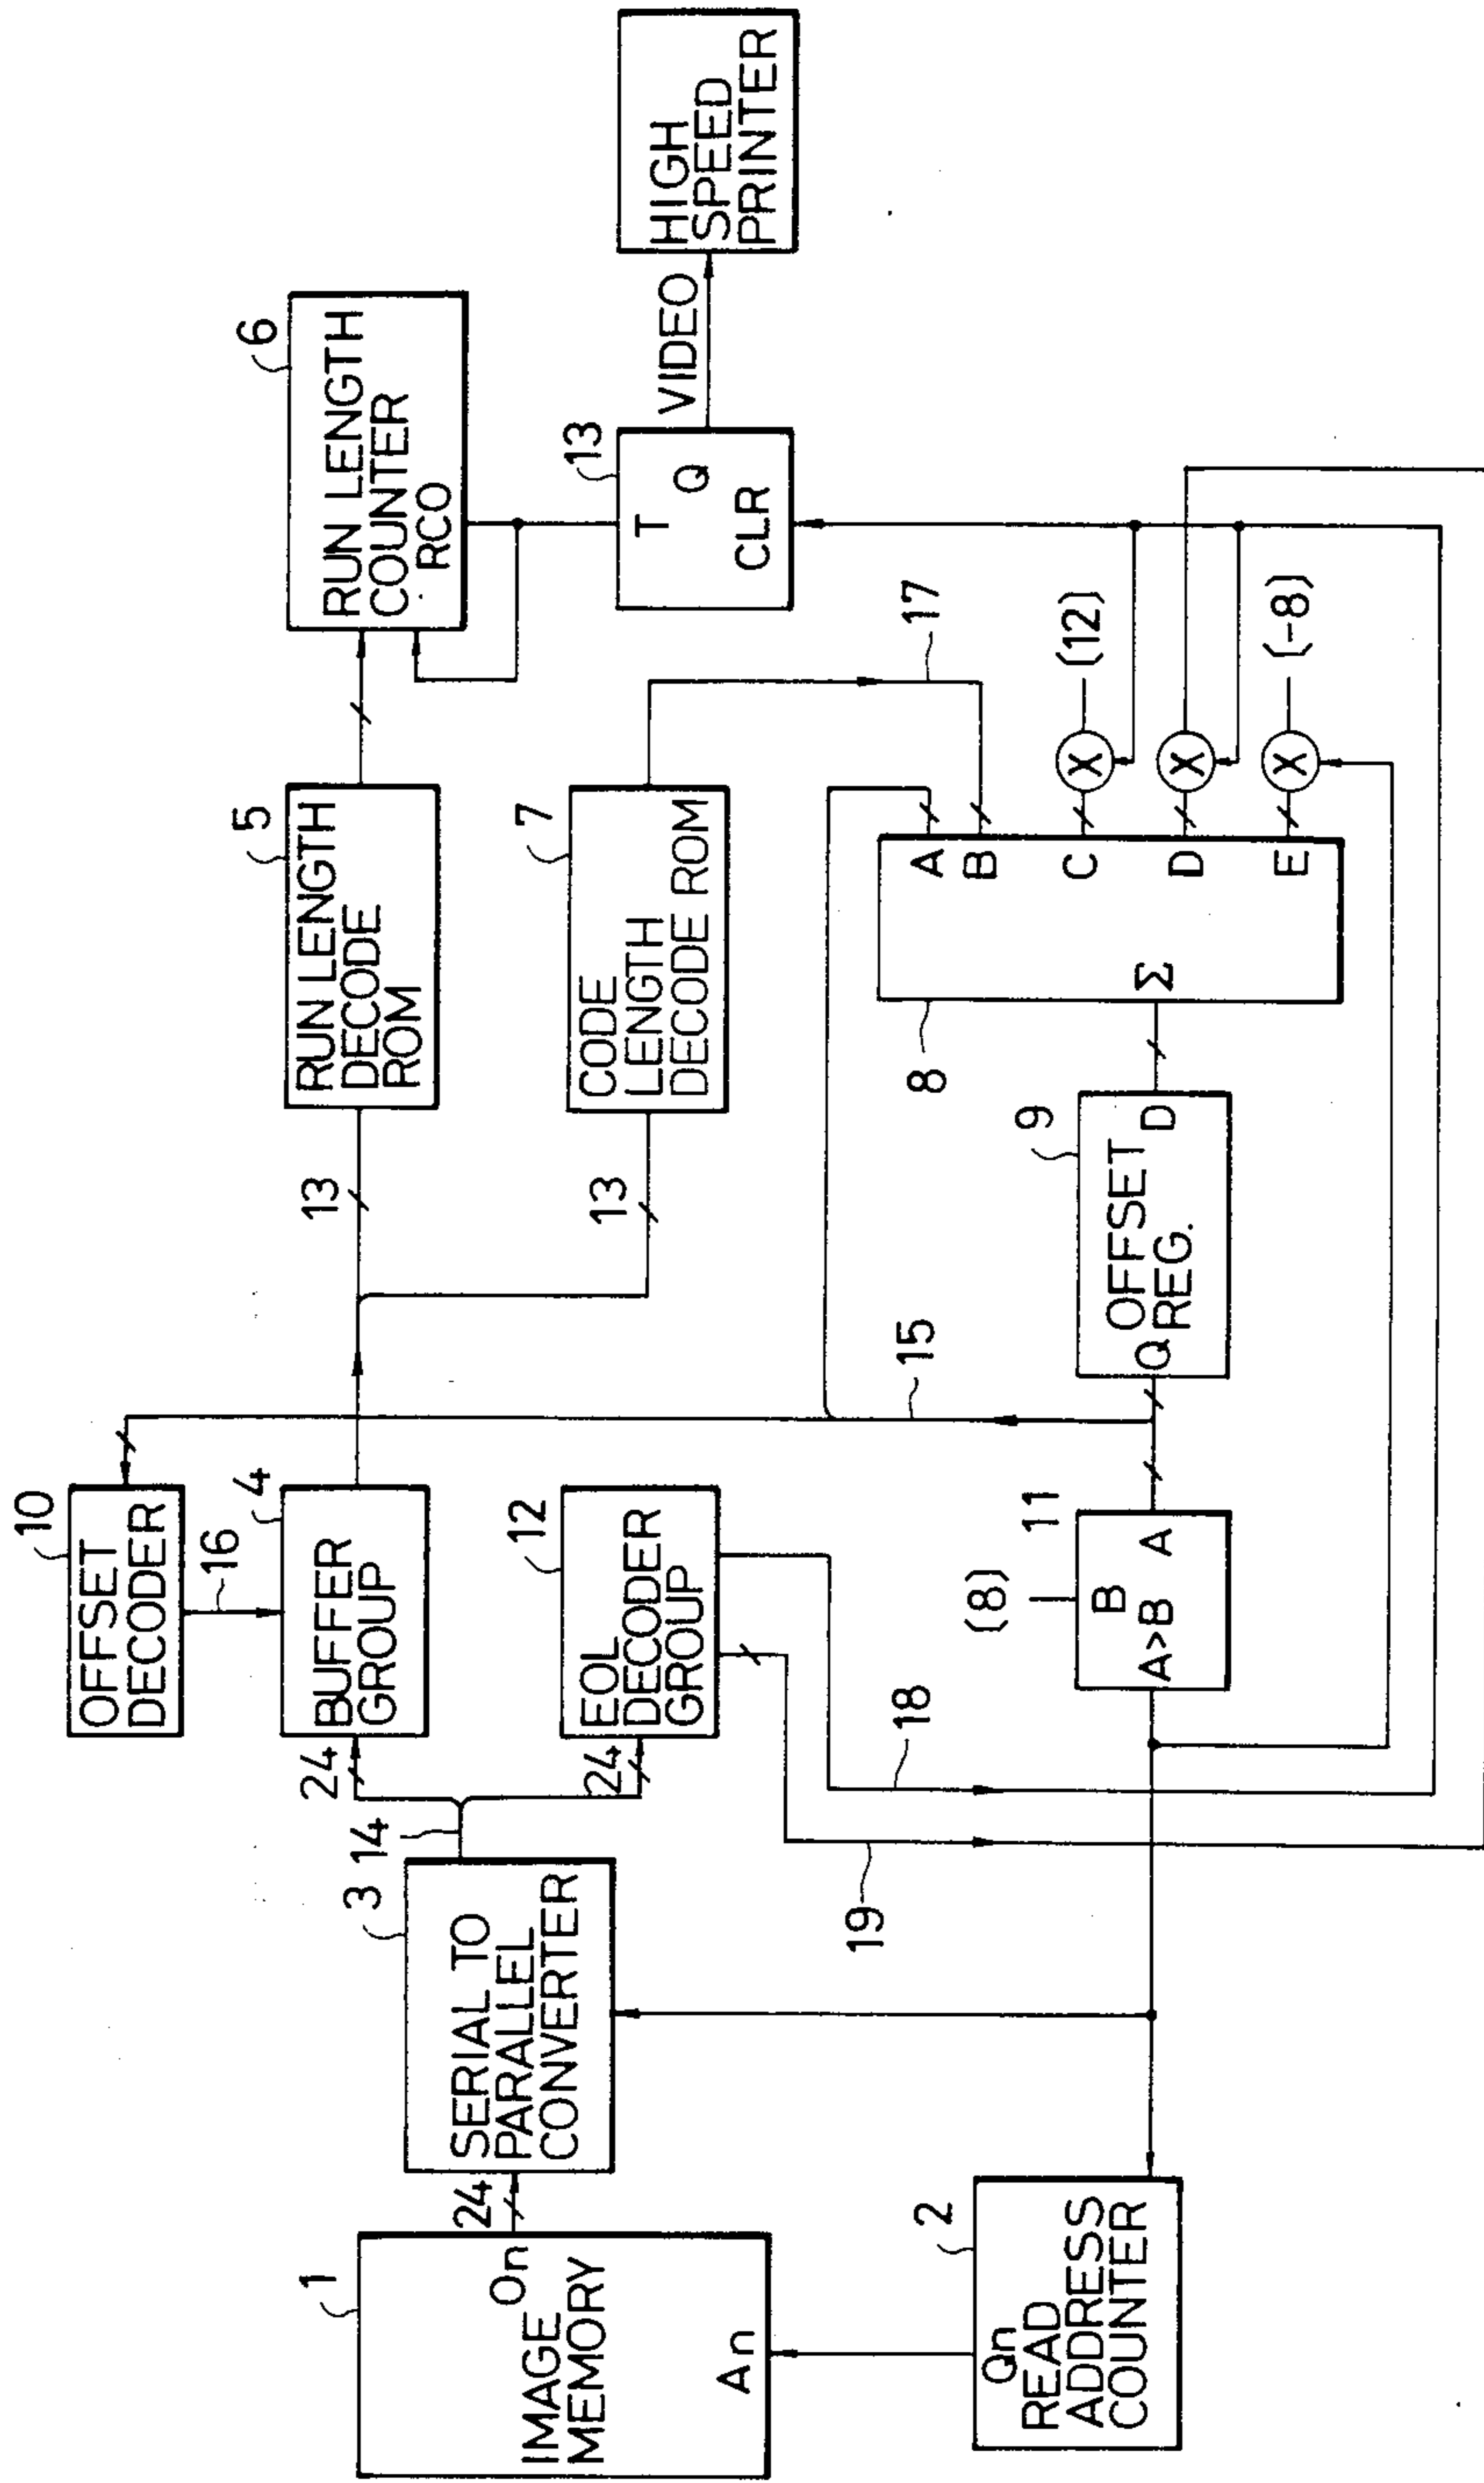 1
IMAGE
MEMORY
On
An
24
2
Qn
READ
ADDRESS
COUNTER
3
SERIAL TO
PARALLEL
CONVERTER
14
24
24
10
OFFSET
DECODER
16
4
BUFFER
GROUP
12
EOL
DECODER
GROUP
19
18
15
(8)
11
B
A>B
A
13
13
5
RUN LENGTH
DECODE
ROM
7
CODE
LENGTH
DECODE ROM
9
OFFSET
REG.
Q
D
8
Σ
A
B
C
D
E
X
X
X
(12)
(-8)
17
6
RUN LENGTH
COUNTER
RCO
13
T
Q
CLR
VIDEO
HIGH
SPEED
PRINTER